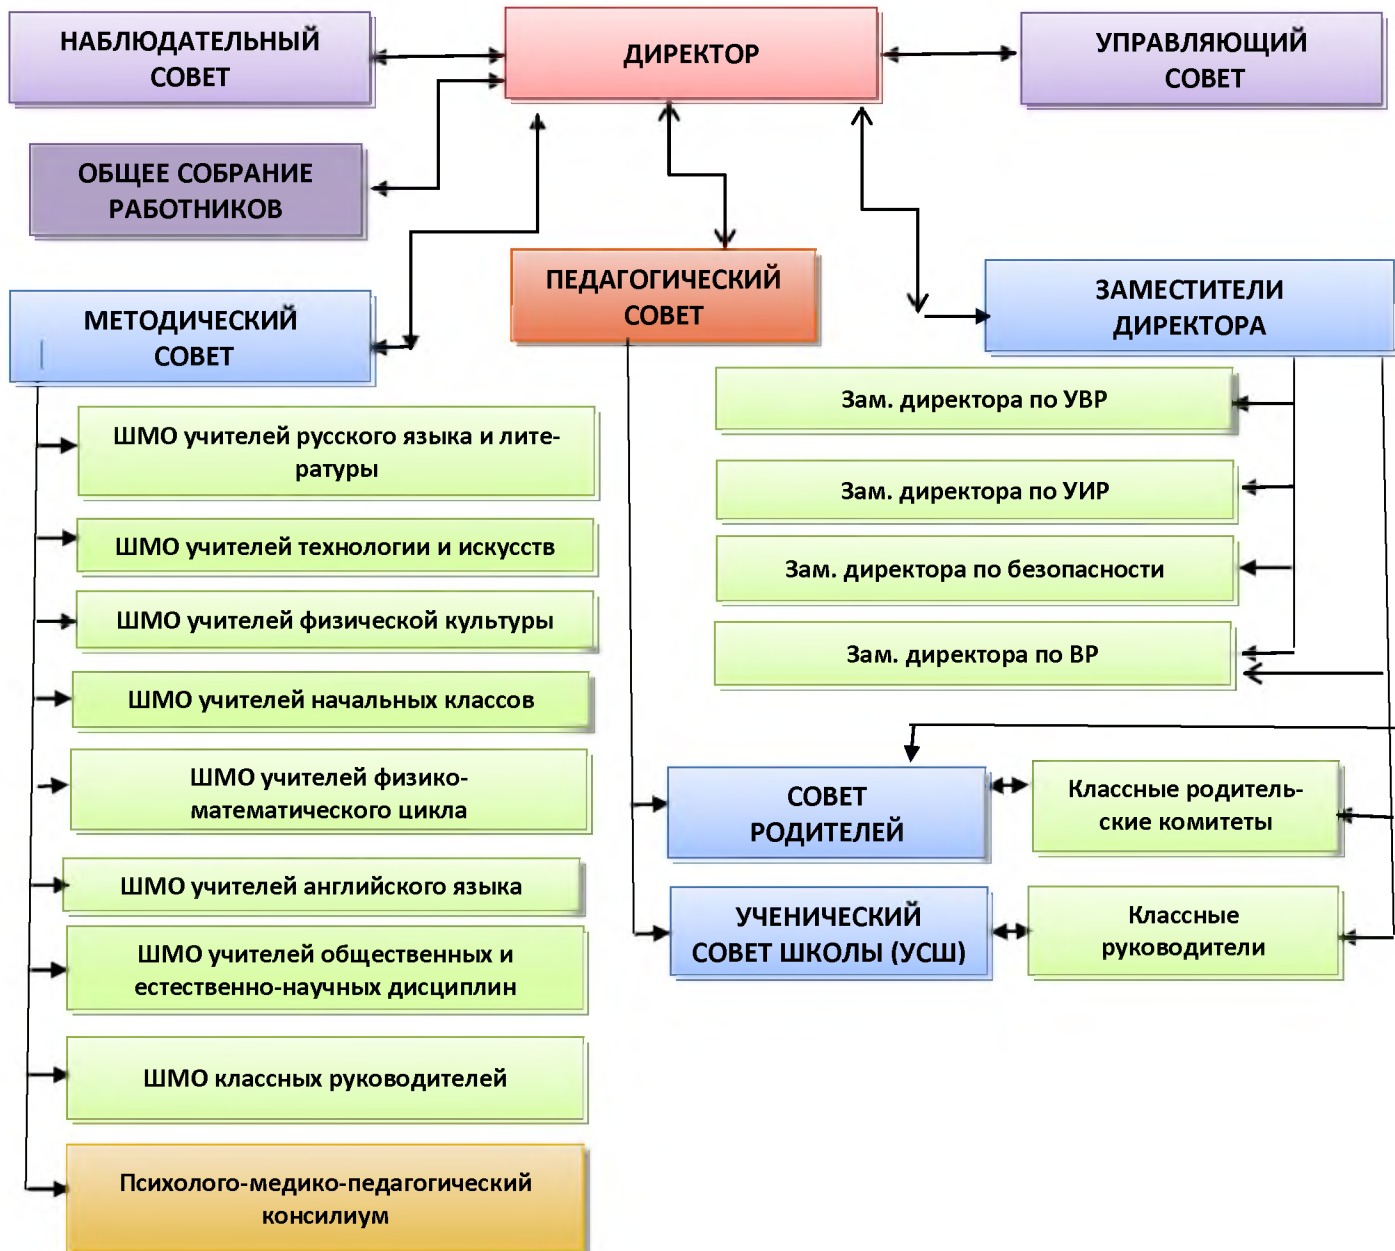 НАБЛЮДАТЕЛЬНЫЙ
СОВЕТ
ДИРЕКТОР
УПРАВЛЯЮЩИЙ
СОВЕТ
ОБЩЕЕ СОБРАНИЕ
РАБОТНИКОВ
МЕТОДИЧЕСКИЙ
СОВЕТ
ПЕДАГОГИЧЕСКИЙ
СОВЕТ
ЗАМЕСТИТЕЛИ
ДИРЕКТОРА
ШМО учителей русского языка и лите-
ратуры
ШМО учителей технологии и искусств
ШМО учителей физической культуры
ШМО учителей начальных классов
ШМО учителей физико-
математического цикла
ШМО учителей английского языка
ШМО учителей общественных и
естественно-научных дисциплин
ШМО классных руководителей
Психолого-медико-педагогический
консилиум
Зам. директора по УВР
Зам. директора по УИР
Зам. директора по безопасности
Зам. директора по ВР
СОВЕТ
РОДИТЕЛЕЙ
Классные родитель-
ские комитеты
УЧЕНИЧЕСКИЙ
СОВЕТ ШКОЛЫ (УСШ)
Классные
руководители